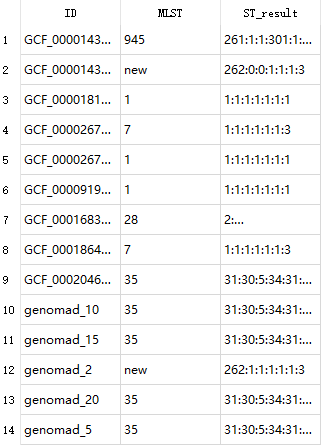 ID MLST ST_result
1 GCF_0000143... 945 261:1:1:301:1:...
2 GCF_0000143... new 262:0:0:1:1:1:3
3 GCF_0000181... 1 1:1:1:1:1:1:1
4 GCF_0000267... 7 1:1:1:1:1:1:3
5 GCF_0000267... 1 1:1:1:1:1:1:1
6 GCF_0000919... 1 1:1:1:1:1:1:1
7 GCF_0001683... 28 2:...
8 GCF_0001864... 7 1:1:1:1:1:1:3
9 GCF_0002046... 35 31:30:5:34:31:...
10 genomad_10 35 31:30:5:34:31:...
11 genomad_15 35 31:30:5:34:31:...
12 genomad_2 new 262:1:1:1:1:1:3
13 genomad_20 35 31:30:5:34:31:...
14 genomad_5 35 31:30:5:34:31:...